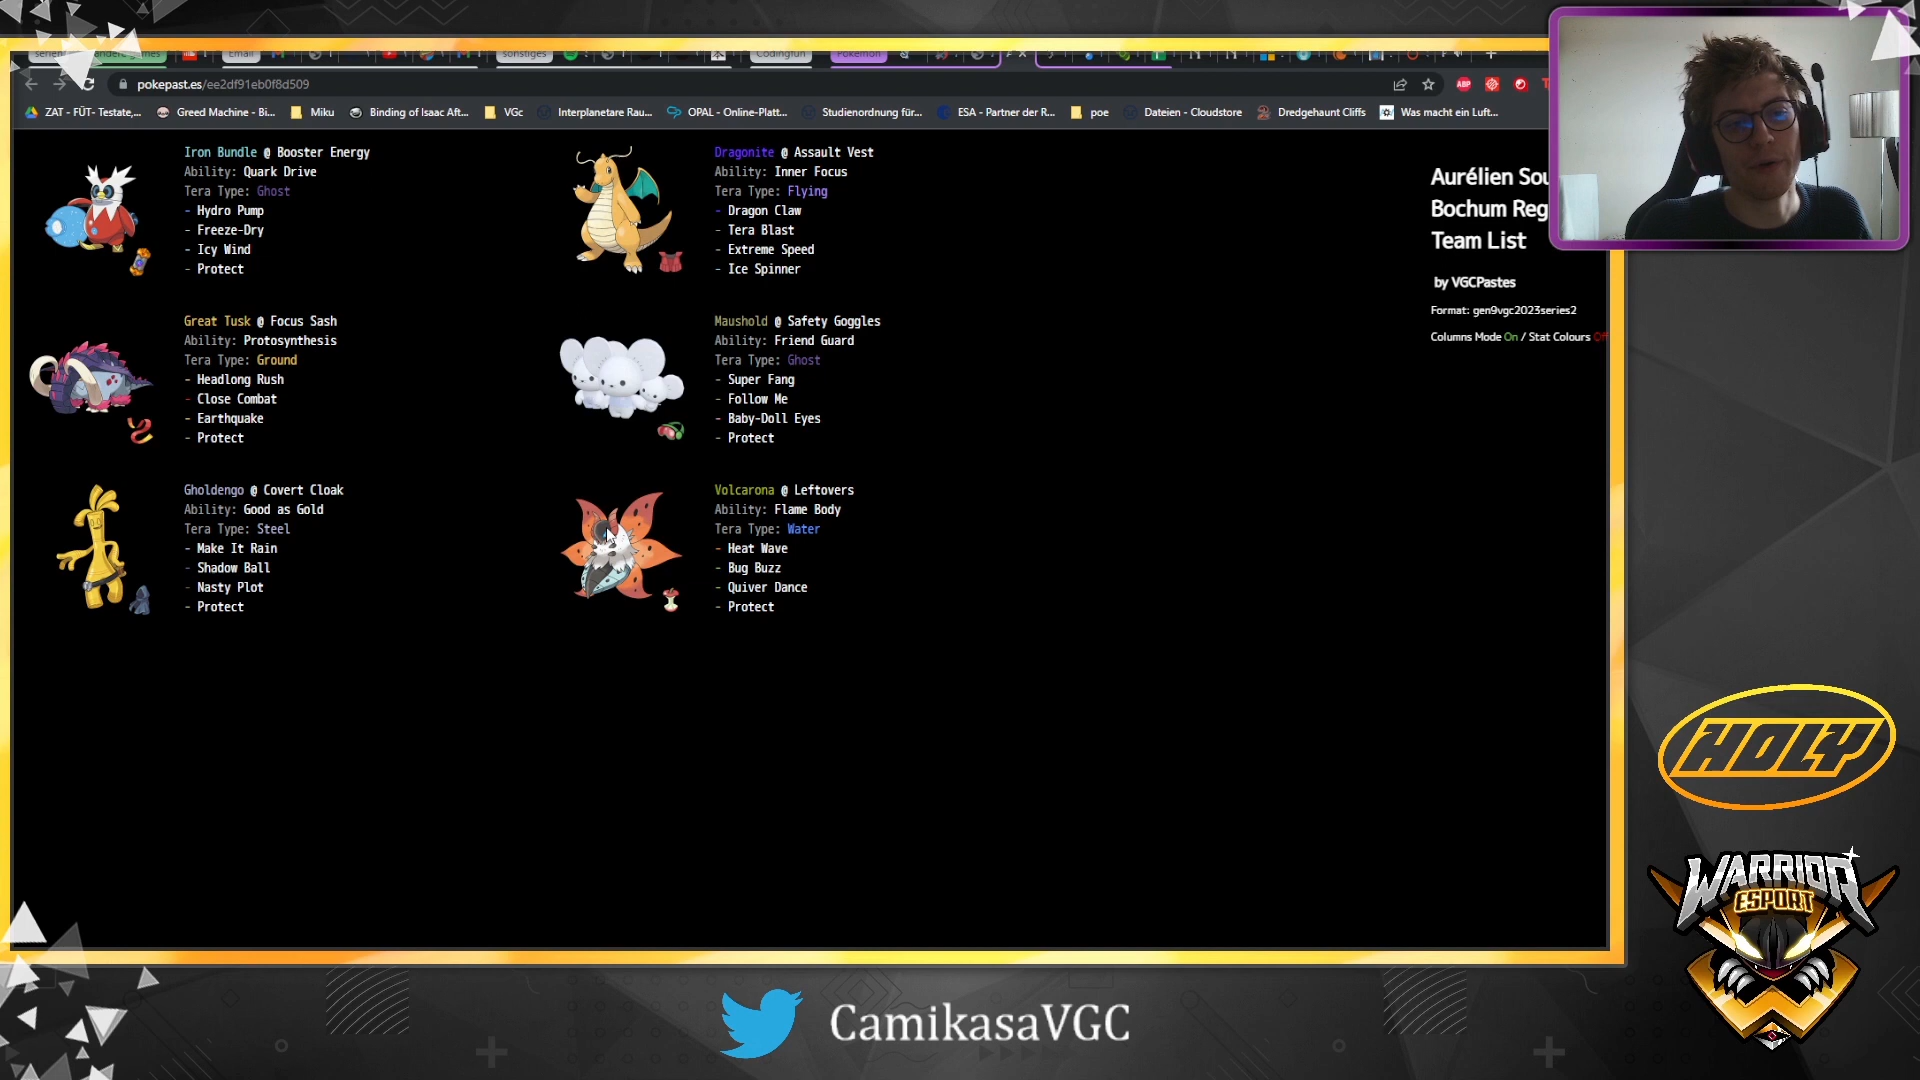 Email
sonstiges
Codingfun
Pokemon
pokepast.es/ee2df91eb0f8d509
ZAT - FÜT- Testate,...
Greed Machine - Bi...
Miku
Binding of Isaac Aft...
VGc
Interplanetare Rau...
OPAL - Online-Platt...
Studienordnung für...
ESA - Partner der R...
poe
Dateien - Cloudstore
Dredgehaunt Cliffs
Was macht ein Luft...
ABP
Iron Bundle @ Booster Energy
Ability: Quark Drive
Tera Type: Ghost
- Hydro Pump
- Freeze-Dry
- Icy Wind
- Protect
Dragonite @ Assault Vest
Ability: Inner Focus
Tera Type: Flying
- Dragon Claw
- Tera Blast
- Extreme Speed
- Ice Spinner
Great Tusk @ Focus Sash
Ability: Protosynthesis
Tera Type: Ground
- Headlong Rush
- Close Combat
- Earthquake
- Protect
Maushold @ Safety Goggles
Ability: Friend Guard
Tera Type: Ghost
- Super Fang
- Follow Me
- Baby-Doll Eyes
- Protect
Gholdengo @ Covert Cloak
Ability: Good as Gold
Tera Type: Steel
- Make It Rain
- Shadow Ball
- Nasty Plot
- Protect
Volcarona @ Leftovers
Ability: Flame Body
Tera Type: Water
- Heat Wave
- Bug Buzz
- Quiver Dance
- Protect
Aurélien Sou
Bochum Reg
Team List
by VGCPastes
Format: gen9vgc2023series2
Columns Mode On / Stat Colours Off
HOLY
WARRIOR
ESPORT
CamikasaVGC